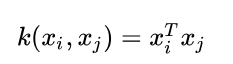 $k(x_i, x_j) = x_i^T x_j$